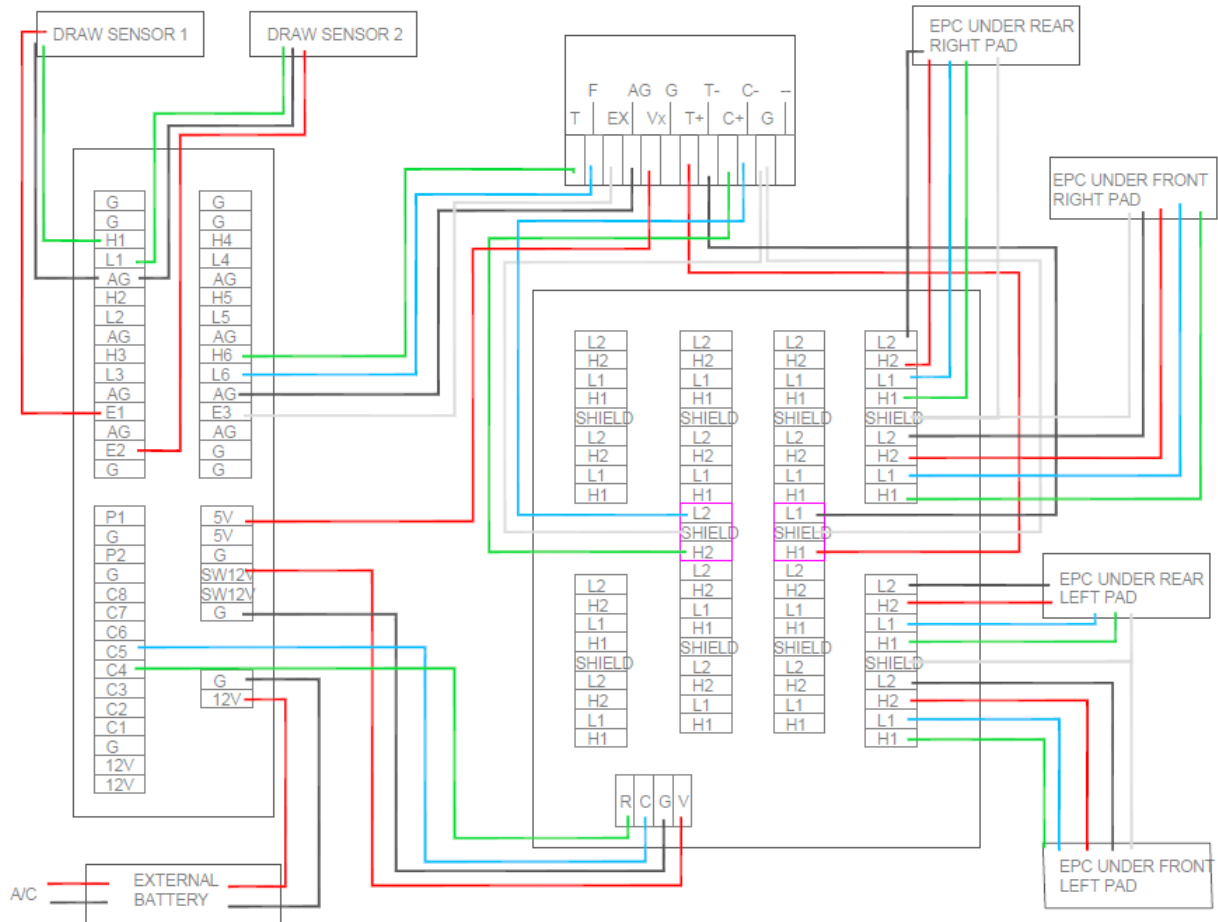 DRAW SENSOR 1
DRAW SENSOR 2
EPC UNDER REAR
RIGHT PAD
F AG G T- C- –
T EX Vx T+ C+ G
EPC UNDER FRONT
RIGHT PAD
G
G
H1
L1
AG
H2
L2
AG
H3
L3
AG
E1
AG
E2
G
G
G
H4
L4
AG
H5
L5
AG
H6
L6
AG
E3
AG
G
G
P1
G
P2
G
C8
C7
C6
C5
C4
C3
C2
C1
G
12V
12V
5V
5V
G
SW12V
SW12V
G
G
12V
L2
H2
L1
H1
SHIELD
L2
H2
L1
H1
L2
H2
L1
H1
SHIELD
L2
H2
L1
H1
L2
H2
L1
H1
SHIELD
L2
H2
L1
H1
L2
SHIELD
H2
L2
H2
L1
H1
SHIELD
L2
H2
L1
H1
L2
H2
L1
H1
SHIELD
L2
H2
L1
H1
L1
SHIELD
H1
L2
H2
L1
H1
SHIELD
L2
H2
L1
H1
L2
H2
L1
H1
SHIELD
L2
H2
L1
H1
L2
H2
L1
H1
SHIELD
L2
H2
L1
H1
EPC UNDER REAR
LEFT PAD
R C G V
A/C
EXTERNAL
BATTERY
EPC UNDER FRONT
LEFT PAD